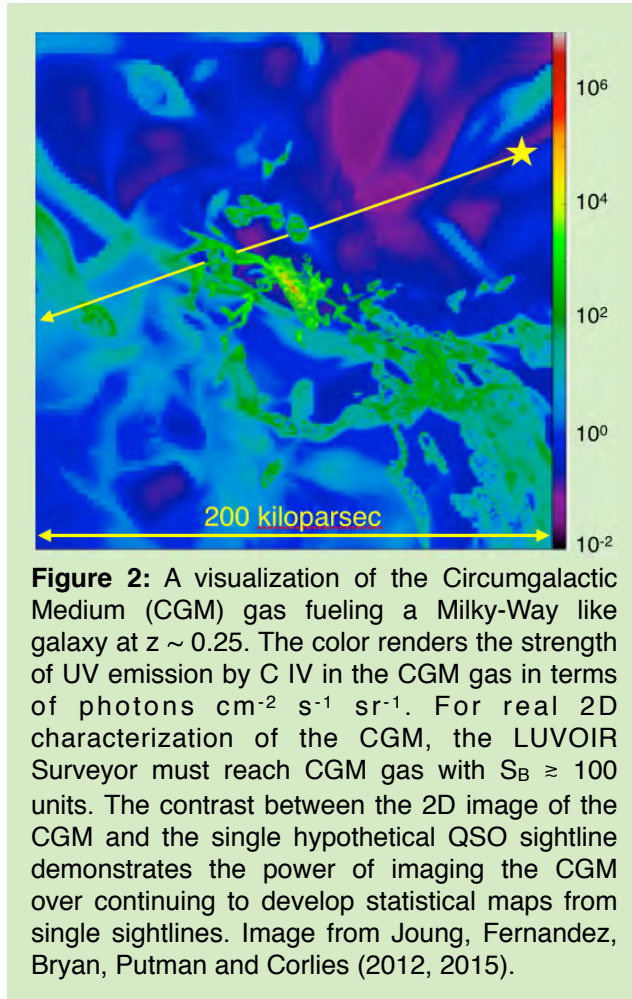 10⁶
10⁴
10²
10⁰
10⁻²
200 kiloparsec
Figure 2: A visualization of the Circumgalactic
Medium (CGM) gas fueling a Milky-Way like
galaxy at z ~ 0.25. The color renders the strength
of UV emission by C IV in the CGM gas in terms
of photons cm⁻² s⁻¹ sr⁻¹. For real 2D
characterization of the CGM, the LUVOIR
Surveyor must reach CGM gas with S_B ≳ 100
units. The contrast between the 2D image of the
CGM and the single hypothetical QSO sightline
demonstrates the power of imaging the CGM
over continuing to develop statistical maps from
single sightlines. Image from Joung, Fernandez,
Bryan, Putman and Corlies (2012, 2015).